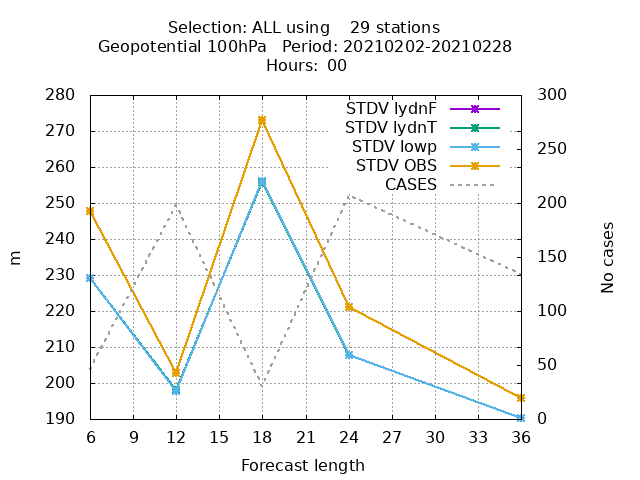 Selection: ALL using    29 stations
Geopotential 100hPa   Period: 20210202-20210228
Hours:  00
280 300
STDV IydnF
270
STDV IydnT
250
STDV lowp
260
STDV OBS
CASES
250 200
240
m
No cases
230 150
220
100
210
50
200
190 0
6 9 12 15 18 21 24 27 30 33 36
Forecast length